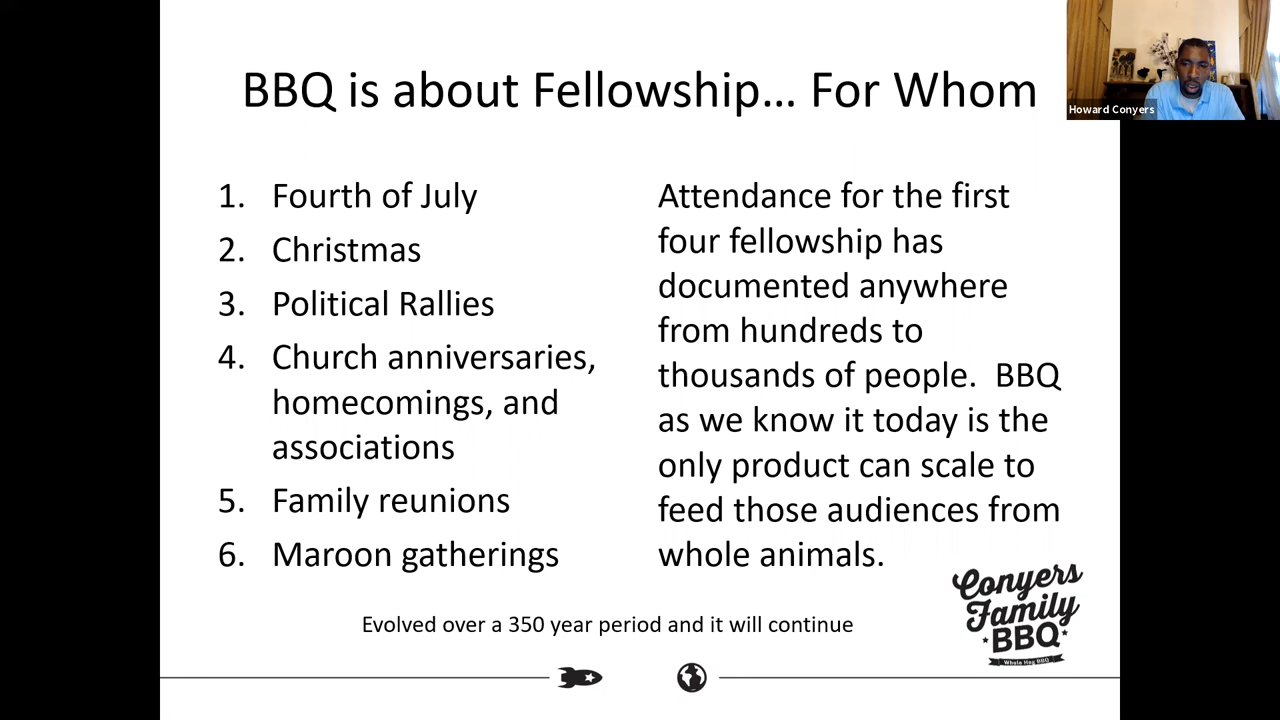 BBQ is about Fellowship... For Whom
Howard Conyers
1. Fourth of July
2. Christmas
3. Political Rallies
4. Church anniversaries,
homecomings, and
associations
5. Family reunions
6. Maroon gatherings
Attendance for the first
four fellowship has
documented anywhere
from hundreds to
thousands of people.  BBQ
as we know it today is the
only product can scale to
feed those audiences from
whole animals.
Evolved over a 350 year period and it will continue
Conyers
Family
BBQ
Whole Hog BBQ